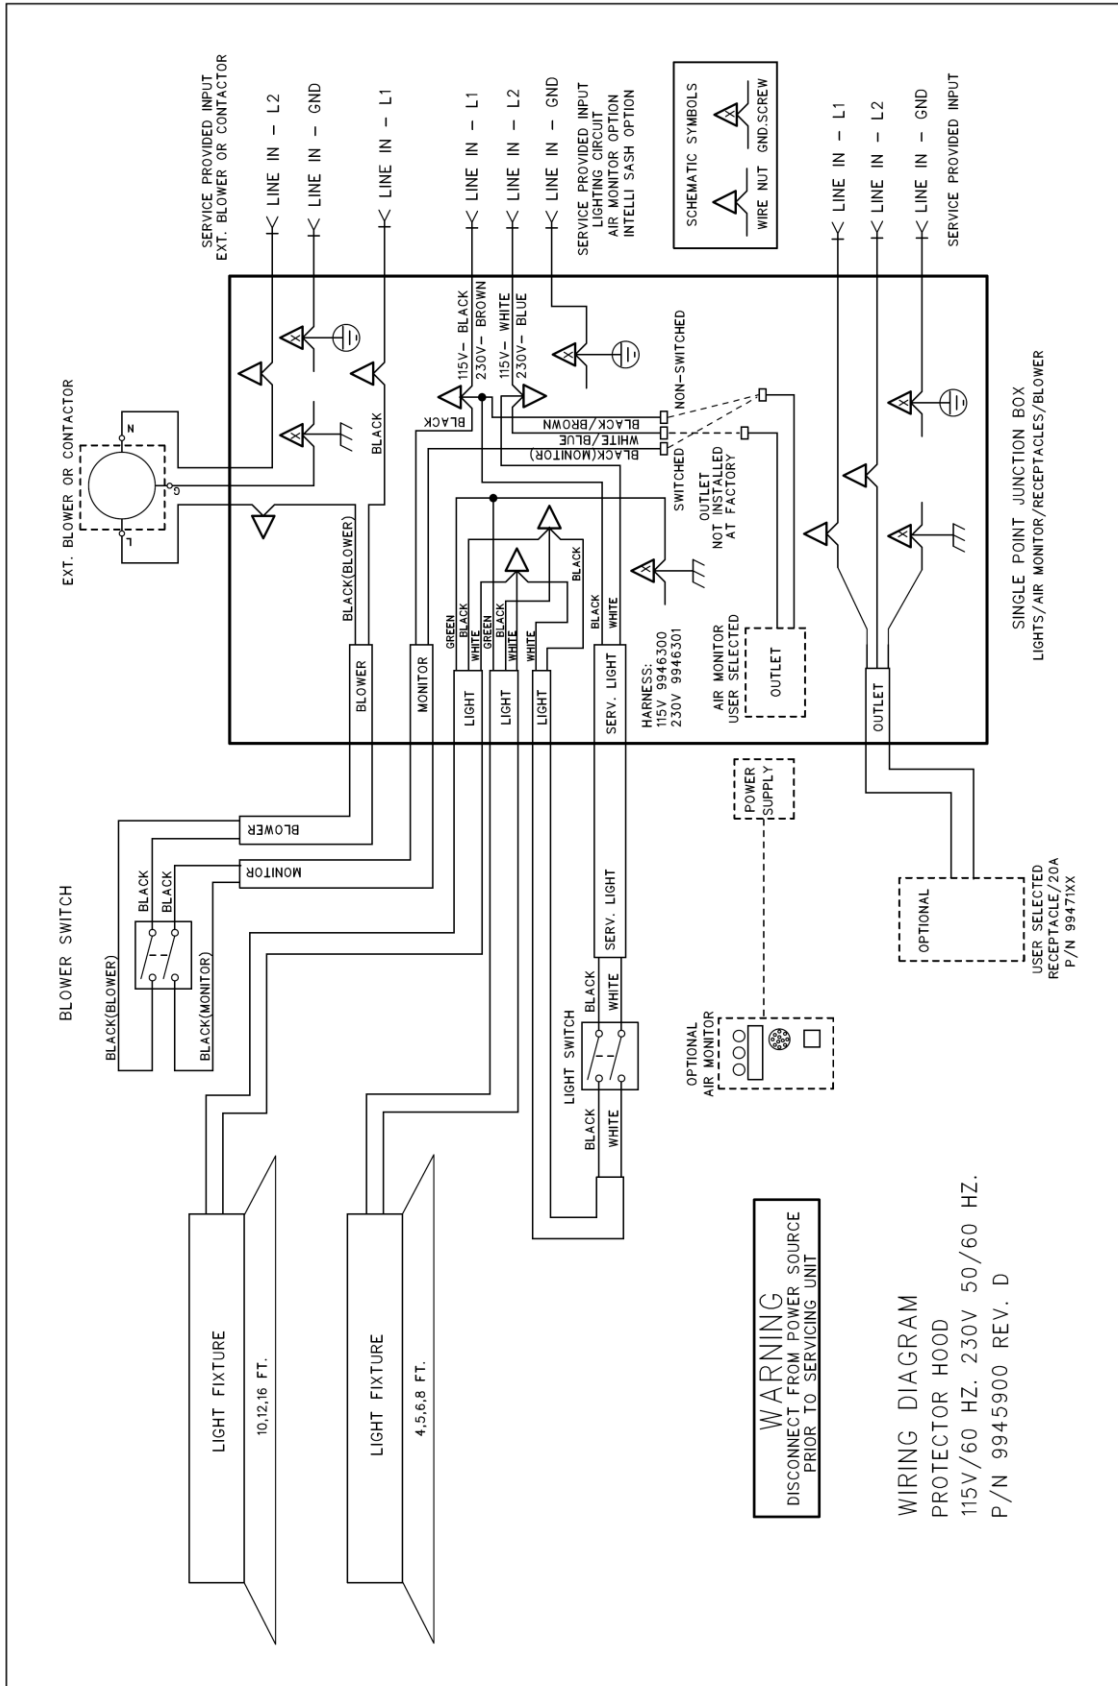 SERVICE PROVIDED INPUT
EXT. BLOWER OR CONTACTOR
LINE IN - L2
LINE IN - GND
LINE IN - L1
LINE IN - L1
LINE IN - L2
LINE IN - GND
SERVICE PROVIDED INPUT
LIGHTING CIRCUIT
AIR MONITOR OPTION
INTELLI SASH OPTION
SCHEMATIC SYMBOLS
X
WIRE NUT
GND.SCREW
LINE IN - L1
LINE IN - L2
LINE IN - GND
SERVICE PROVIDED INPUT
EXT. BLOWER OR CONTACTOR
N
G
L
X
X
BLACK
BLACK(BLOWER)
BLOWER
115V- BLACK
230V- BROWN
115V- WHITE
230V- BLUE
X
BLACK
BLACK/BROWN
WHITE/BLUE
BLACK(MONITOR)
NON-SWITCHED
SWITCHED
OUTLET
NOT INSTALLED
AT FACTORY
MONITOR
GREEN
BLACK
WHITE
GREEN
BLACK
WHITE
BLACK
LIGHT
LIGHT
LIGHT
BLACK
WHITE
SERV. LIGHT
X
HARNESS:
115V 9946300
230V 9946301
AIR MONITOR
USER SELECTED
OUTLET
X
X
OUTLET
SINGLE POINT JUNCTION BOX
LIGHTS/AIR MONITOR/RECEPTACLES/BLOWER
BLOWER SWITCH
BLACK(BLOWER)
BLACK
BLACK
BLACK(MONITOR)
BLOWER
MONITOR
SERV. LIGHT
BLACK
WHITE
LIGHT SWITCH
BLACK
WHITE
POWER
SUPPLY
OPTIONAL
AIR MONITOR
OPTIONAL
USER SELECTED
RECEPTACLE/20A
P/N 99471XX
LIGHT FIXTURE
10,12,16 FT.
LIGHT FIXTURE
4,5,6,8 FT.
WARNING
DISCONNECT FROM POWER SOURCE
PRIOR TO SERVICING UNIT
WIRING DIAGRAM
PROTECTOR HOOD
115V/60 HZ. 230V 50/60 HZ.
P/N 9945900 REV. D